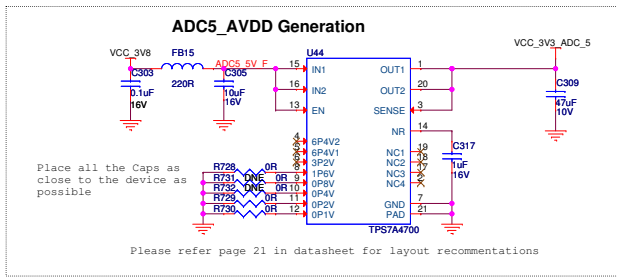 ADC5_AVDD Generation
VCC_3V8
FB15
220R
ADC5_5V_F
C303
0.1uF
16V
C305
10uF
16V
U44
15 IN1
16 IN2
13 EN
4 6P4V2
6P4V1
3P2V
8 1P6V
9 0P8V
10 0P4V
11 0P2V
12 0P1V
OUT1 1
OUT2 20
SENSE 3
NR 14
NC1 19
NC2 18
NC3 17
NC4
GND 7
PAD 21
TPS7A4700
VCC_3V3_ADC_5
C309
47uF
10V
C317
1uF
16V
R728 0R
R731 DNE 0R
R732 DNE 0R
R729 0R
R730 0R
Place all the Caps as
close to the device as
possible
Please refer page 21 in datasheet for layout recommentations